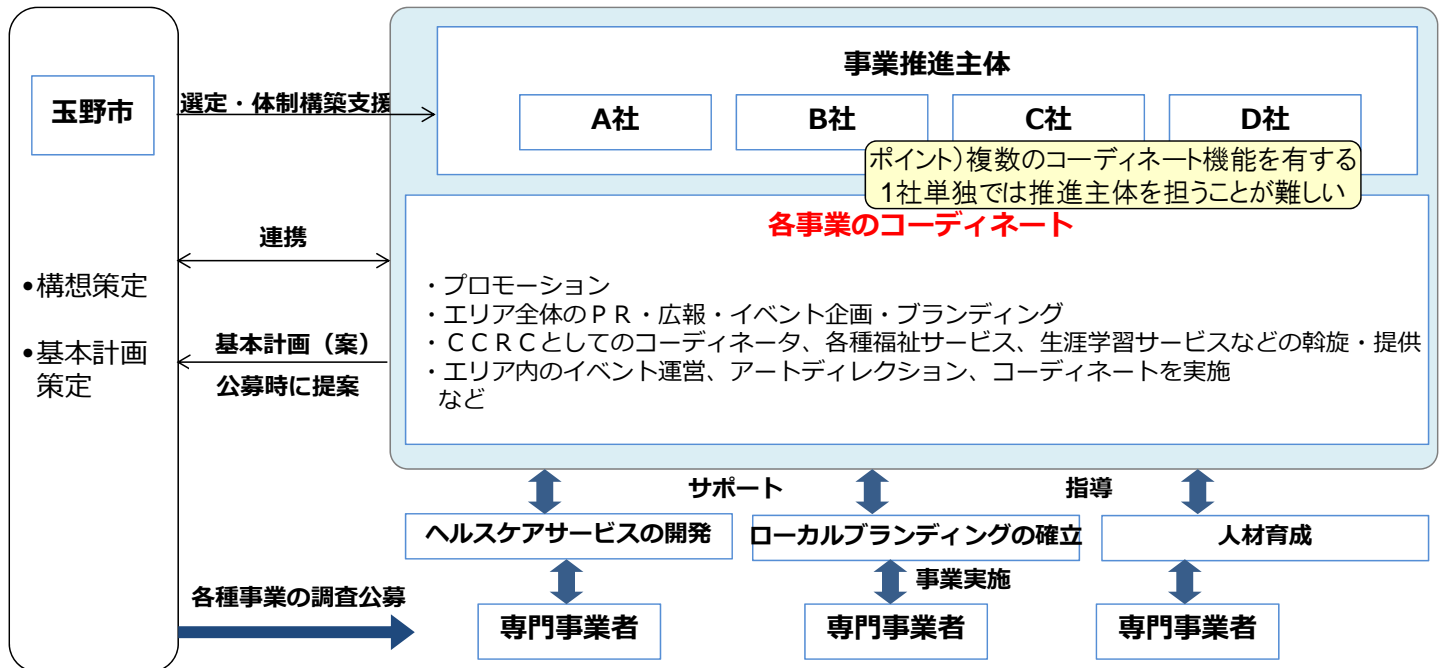 玉野市
•構想策定
•基本計画
策定
選定・体制構築支援
連携
基本計画（案）
公募時に提案
各種事業の調査公募
事業推進主体
A社
B社
C社
D社
ポイント）複数のコーディネート機能を有する
1社単独では推進主体を担うことが難しい
各事業のコーディネート
・プロモーション
・エリア全体のＰＲ・広報・イベント企画・ブランディング
・ＣＣＲＣとしてのコーディネータ、各種福祉サービス、生涯学習サービスなどの斡旋・提供
・エリア内のイベント運営、アートディレクション、コーディネートを実施
など
サポート
指導
ヘルスケアサービスの開発
ローカルブランディングの確立
人材育成
事業実施
専門事業者
専門事業者
専門事業者